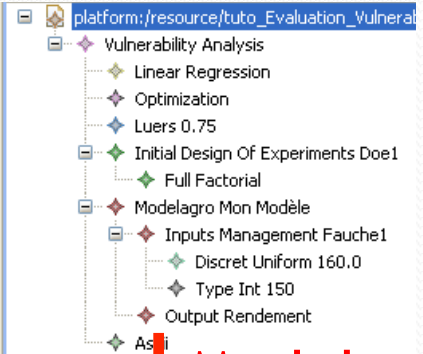 platform:/resource/tuto_Evaluation_Vulnerab
Vulnerability Analysis
Linear Regression
Optimization
Luers 0.75
Initial Design Of Experiments Doe1
Full Factorial
Modelagro Mon Modèle
Inputs Management Fauche1
Discret Uniform 160.0
Type Int 150
Output Rendement